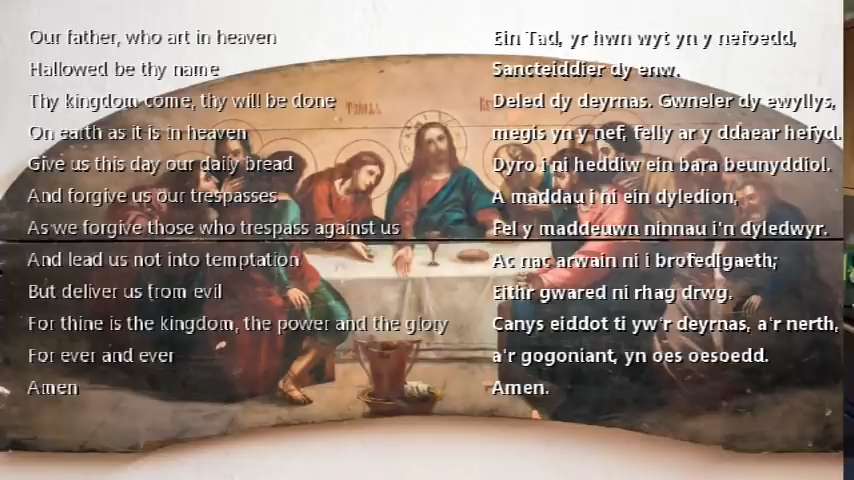 Our father, who art in heaven
Hallowed be thy name
Thy kingdom come, thy will be done
On earth as it is in heaven
Give us this day our daily bread
And forgive us our trespasses
As we forgive those who trespass against us
And lead us not into temptation
But deliver us from evil
For thine is the kingdom, the power and the glory
For ever and ever
Amen
Ein Tad, yr hwn wyt yn y nefoedd,
Sancteiddier dy enw.
Deled dy deyrnas. Gwneler dy ewyllys,
megis yn y nef, felly ar y ddaear hefyd.
Dyro i ni heddiw ein bara beunyddiol.
A maddau i ni ein dyledion,
Fel y maddeuwn ninnau i'n dyledwyr.
Ac nac arwain ni i brofedigaeth;
Eithr gwared ni rhag drwg.
Canys eiddot ti yw'r deyrnas, a'r nerth,
a'r gogoniant, yn oes oesoedd.
Amen.